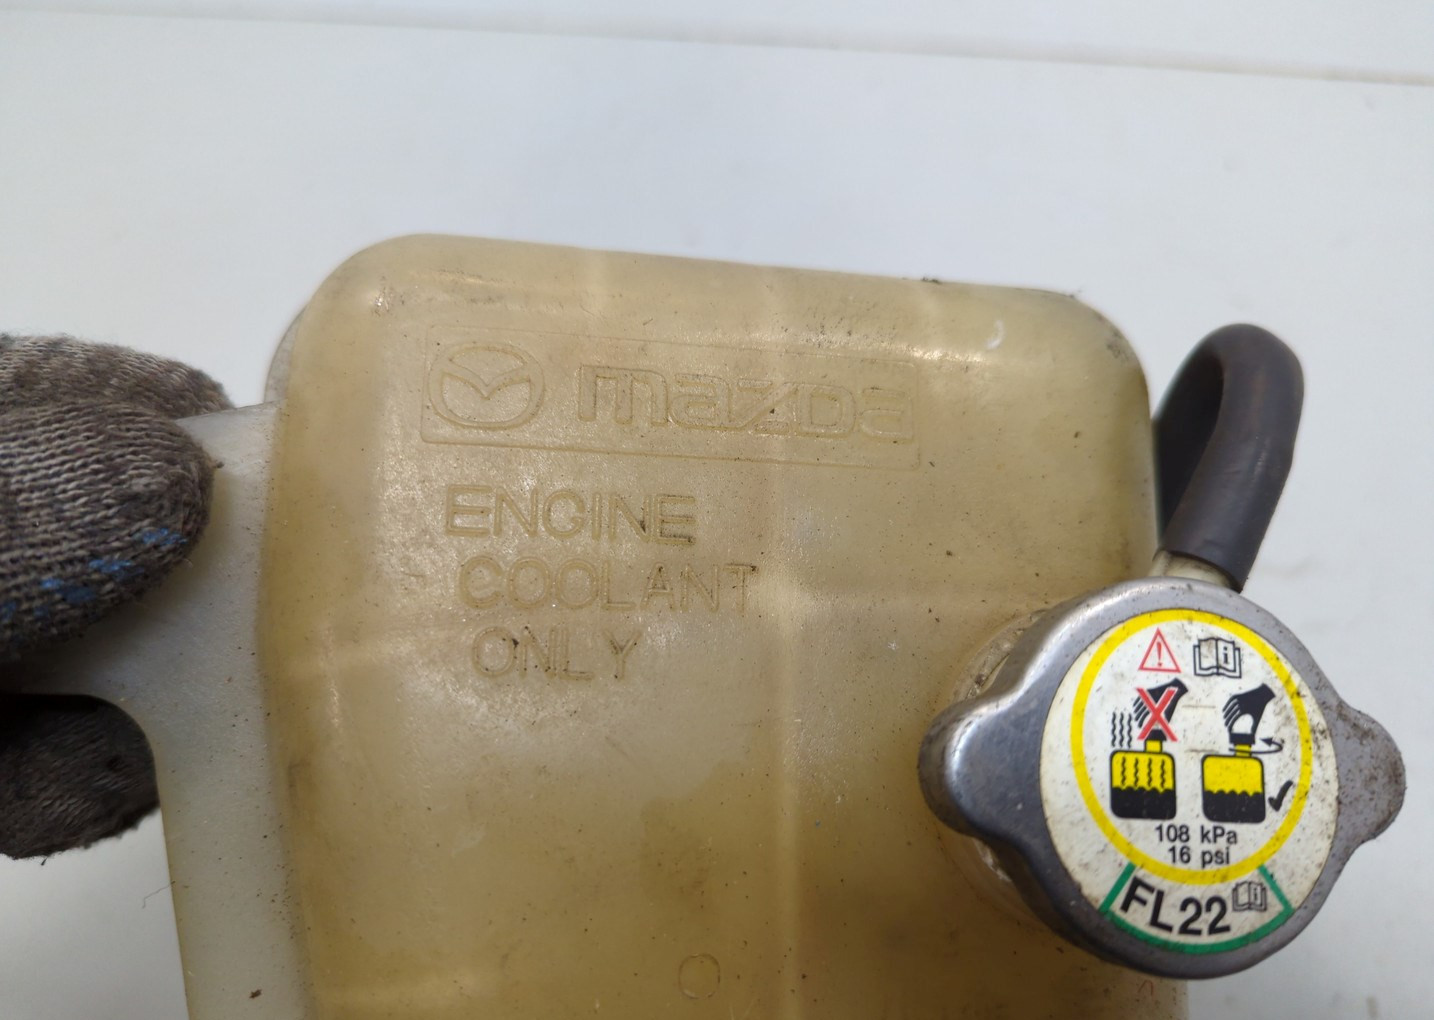 mazda
ENGINE
COOLANT
ONLY
108 kPa
16 psi
FL22